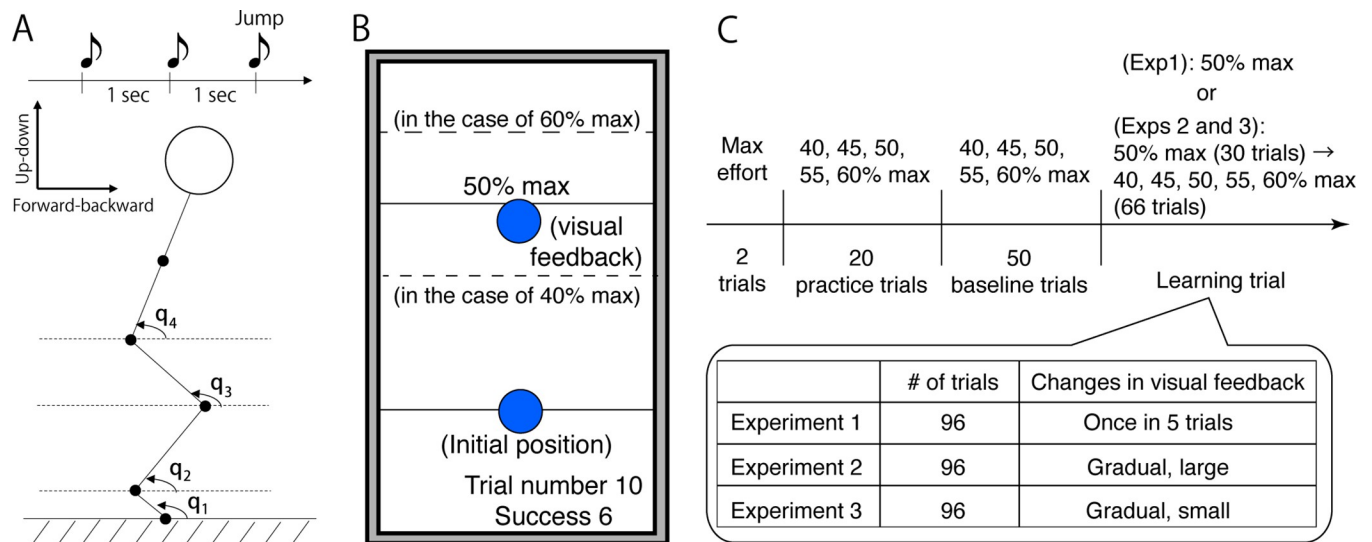 A
Jump
1 sec
1 sec
Up-down
Forward-backward
q4
q3
q2
q1
B
(in the case of 60% max)
50% max
(visual
feedback)
(in the case of 40% max)
(Initial position)
Trial number 10
Success 6
C
(Exp1): 50% max
or
(Exps 2 and 3):
50% max (30 trials) →
40, 45, 50, 55, 60% max
(66 trials)
Max
effort
40, 45, 50,
55, 60% max
40, 45, 50,
55, 60% max
2
trials
20
practice trials
50
baseline trials
Learning trial
# of trials Changes in visual feedback
Experiment 1 96 Once in 5 trials
Experiment 2 96 Gradual, large
Experiment 3 96 Gradual, small